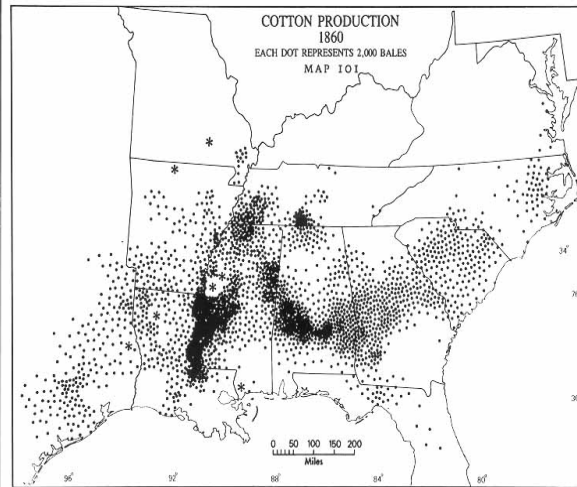 COTTON PRODUCTION
1860
EACH DOT REPRESENTS 2,000 BALES
MAP 101
34°
30
0 50 100 150 200
Miles
96°
92°
88°
84°
80°